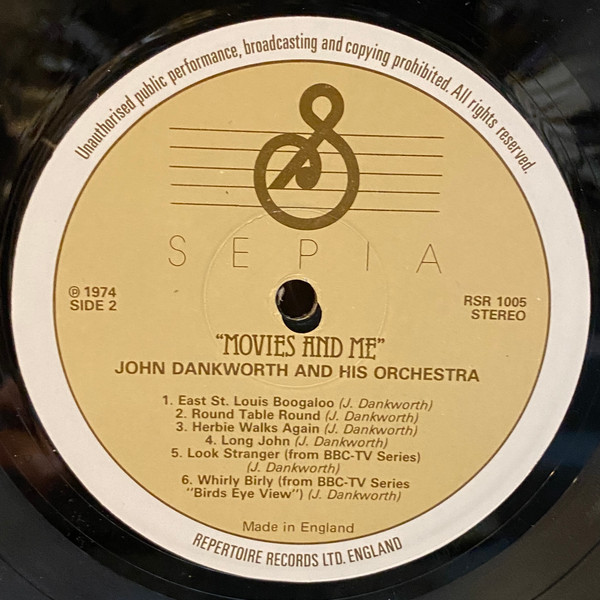 Unauthorised public performance, broadcasting and copying prohibited. All rights reserved.
SEPIA
℗ 1974
SIDE 2
RSR 1005
STEREO
“MOVIES AND ME”
JOHN DANKWORTH AND HIS ORCHESTRA
1. East St. Louis Boogaloo (J. Dankworth)
2. Round Table Round (J. Dankworth)
3. Herbie Walks Again (J. Dankworth)
4. Long John (J. Dankworth)
5. Look Stranger (from BBC-TV Series)
(J. Dankworth)
6. Whirly Birly (from BBC-TV Series
“Birds Eye View”) (J. Dankworth)
Made in England
REPERTOIRE RECORDS LTD. ENGLAND